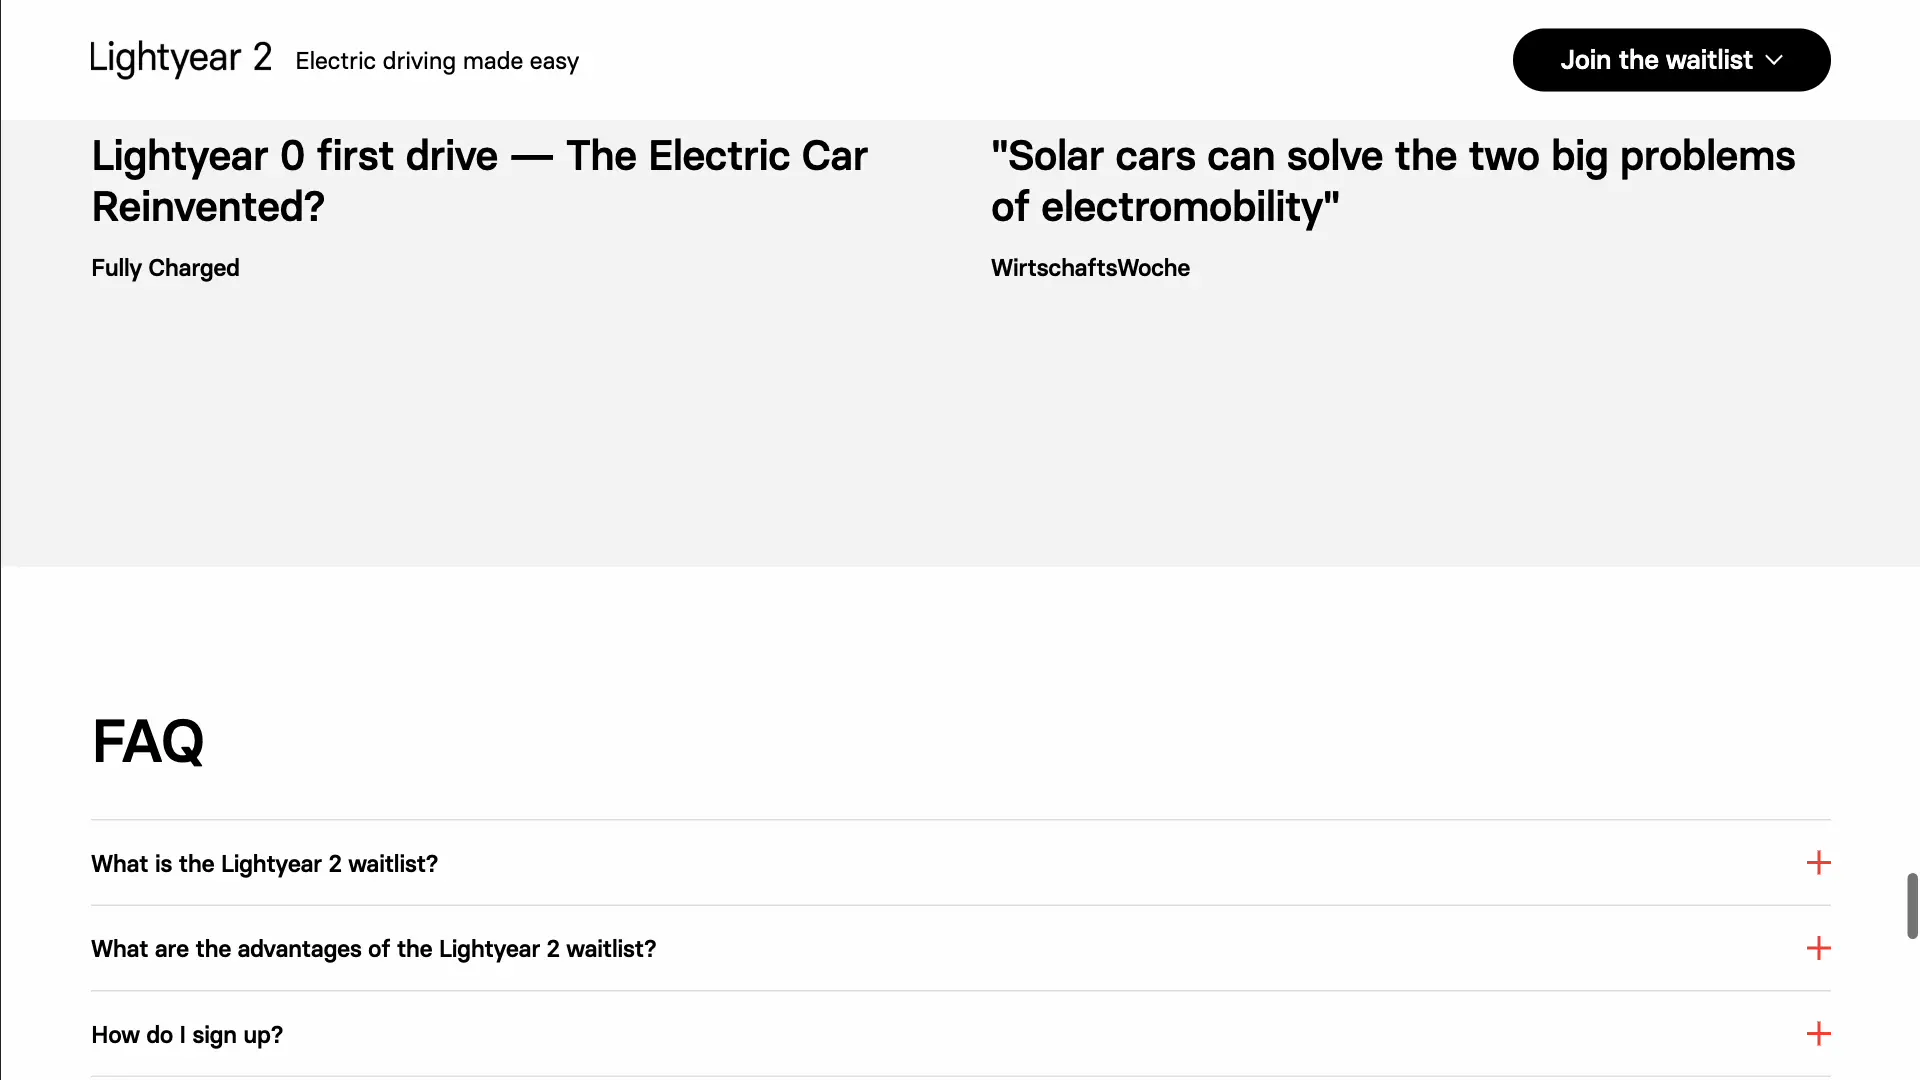 Lightyear 2 Electric driving made easy
Join the waitlist
Lightyear 0 first drive — The Electric Car
Reinvented?
Fully Charged
"Solar cars can solve the two big problems
of electromobility"
WirtschaftsWoche
FAQ
What is the Lightyear 2 waitlist?
What are the advantages of the Lightyear 2 waitlist?
How do I sign up?